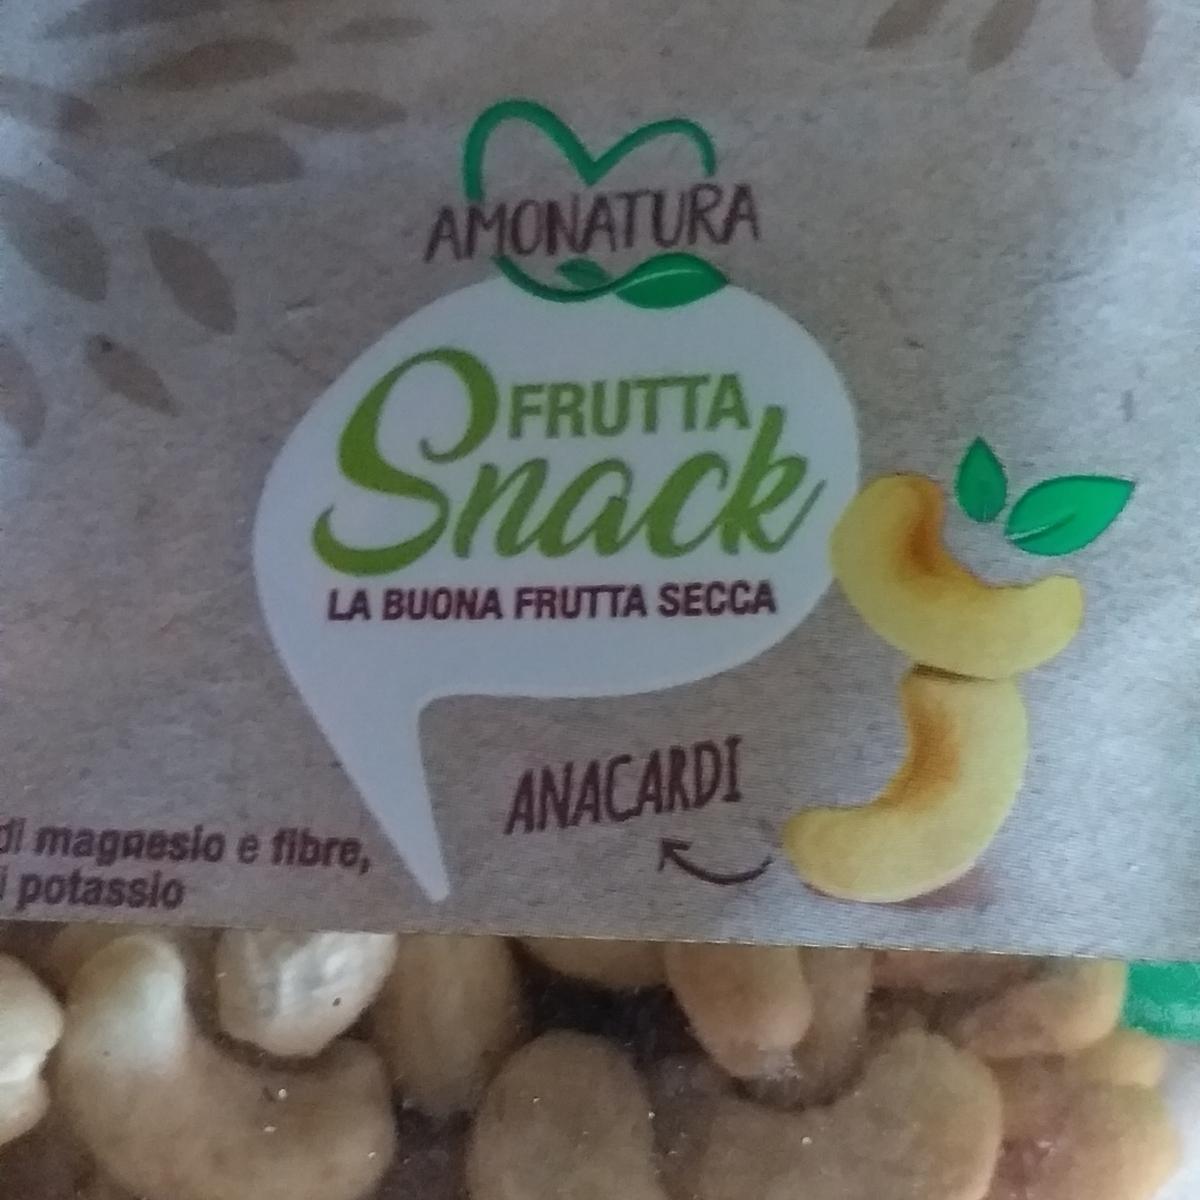 AMONATURA
FRUTTA
Snack
LA BUONA FRUTTA SECCA
ANACARDI
di magnesio e fibre,
potassio